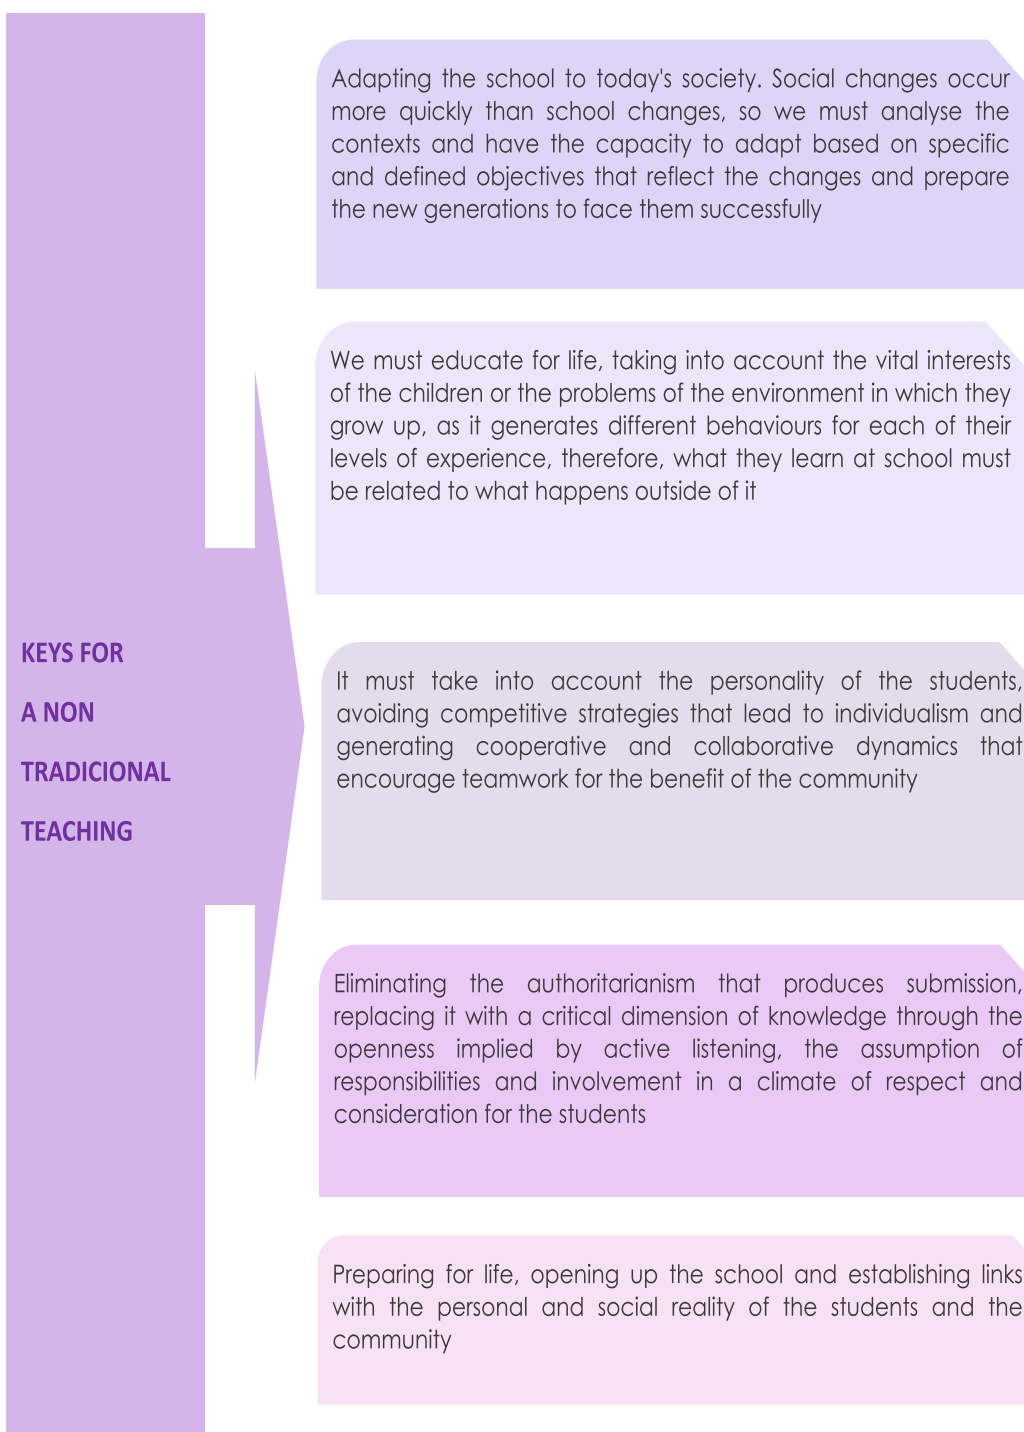 KEYS FOR
A NON
TRADICIONAL
TEACHING
Adapting the school to today's society. Social changes occur
more quickly than school changes, so we must analyse the
contexts and have the capacity to adapt based on specific
and defined objectives that reflect the changes and prepare
the new generations to face them successfully
We must educate for life, taking into account the vital interests
of the children or the problems of the environment in which they
grow up, as it generates different behaviours for each of their
levels of experience, therefore, what they learn at school must
be related to what happens outside of it
It must take into account the personality of the students,
avoiding competitive strategies that lead to individualism and
generating cooperative and collaborative dynamics that
encourage teamwork for the benefit of the community
Eliminating the authoritarianism that produces submission,
replacing it with a critical dimension of knowledge through the
openness implied by active listening, the assumption of
responsibilities and involvement in a climate of respect and
consideration for the students
Preparing for life, opening up the school and establishing links
with the personal and social reality of the students and the
community